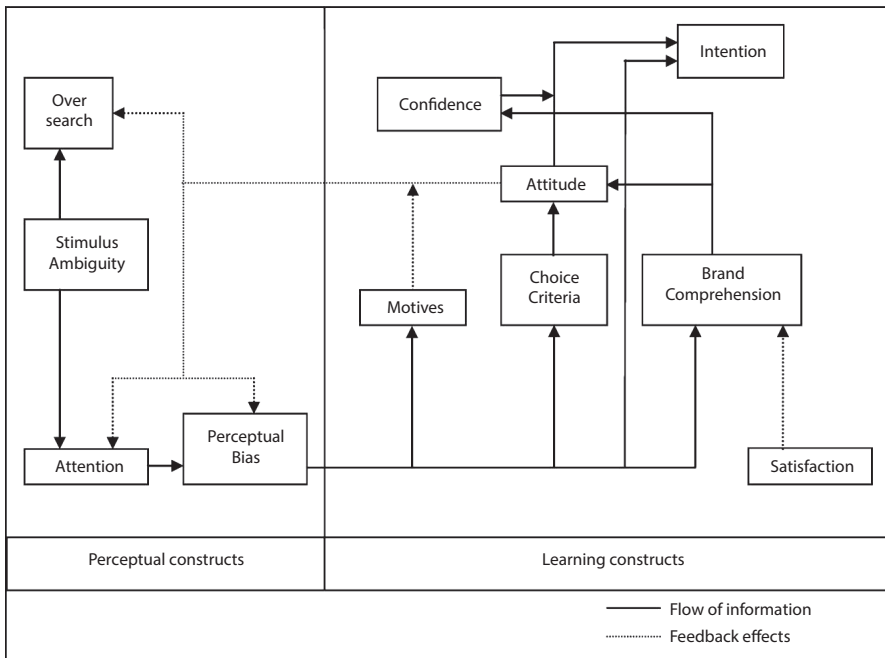 Over
search
Stimulus
Ambiguity
Attention
Perceptual
Bias
Intention
Confidence
Attitude
Choice
Criteria
Brand
Comprehension
Motives
Satisfaction
Perceptual constructs
Learning constructs
Flow of information
Feedback effects